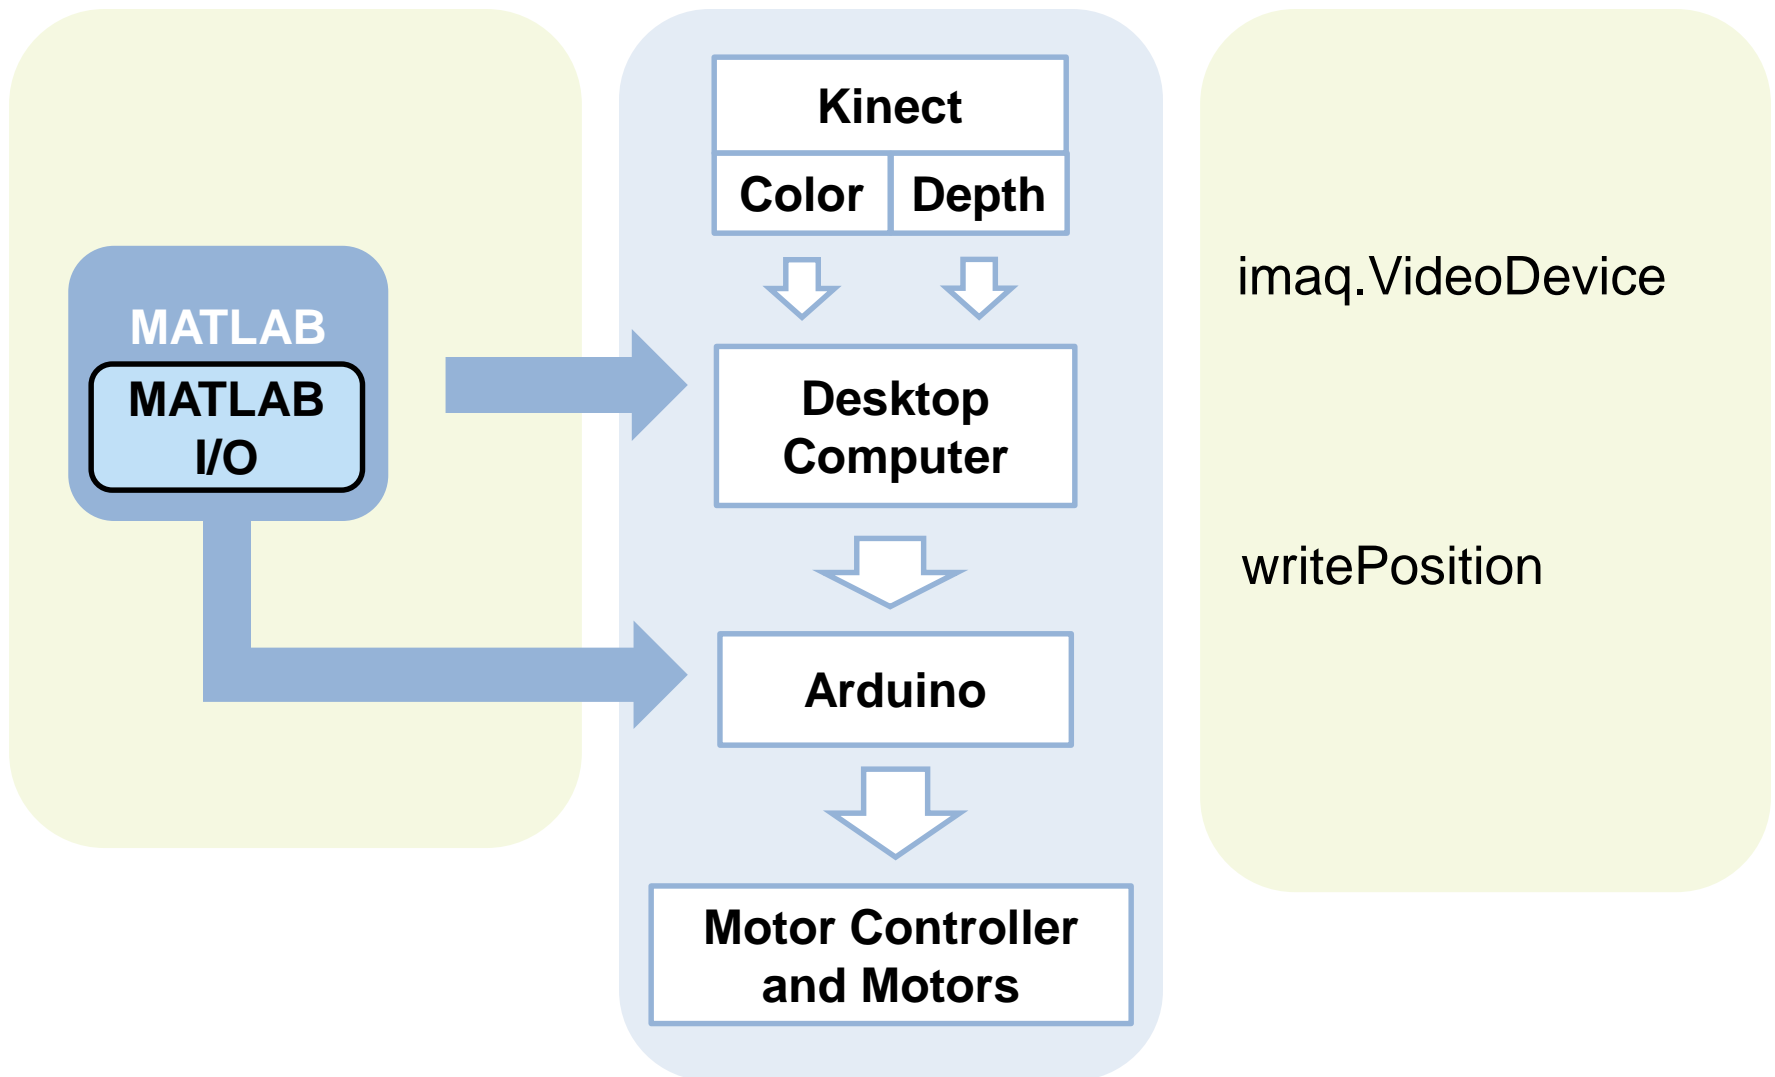 Kinect
Color
Depth
MATLAB
MATLAB
I/O
Desktop
Computer
Arduino
Motor Controller
and Motors
imaq.VideoDevice
writePosition